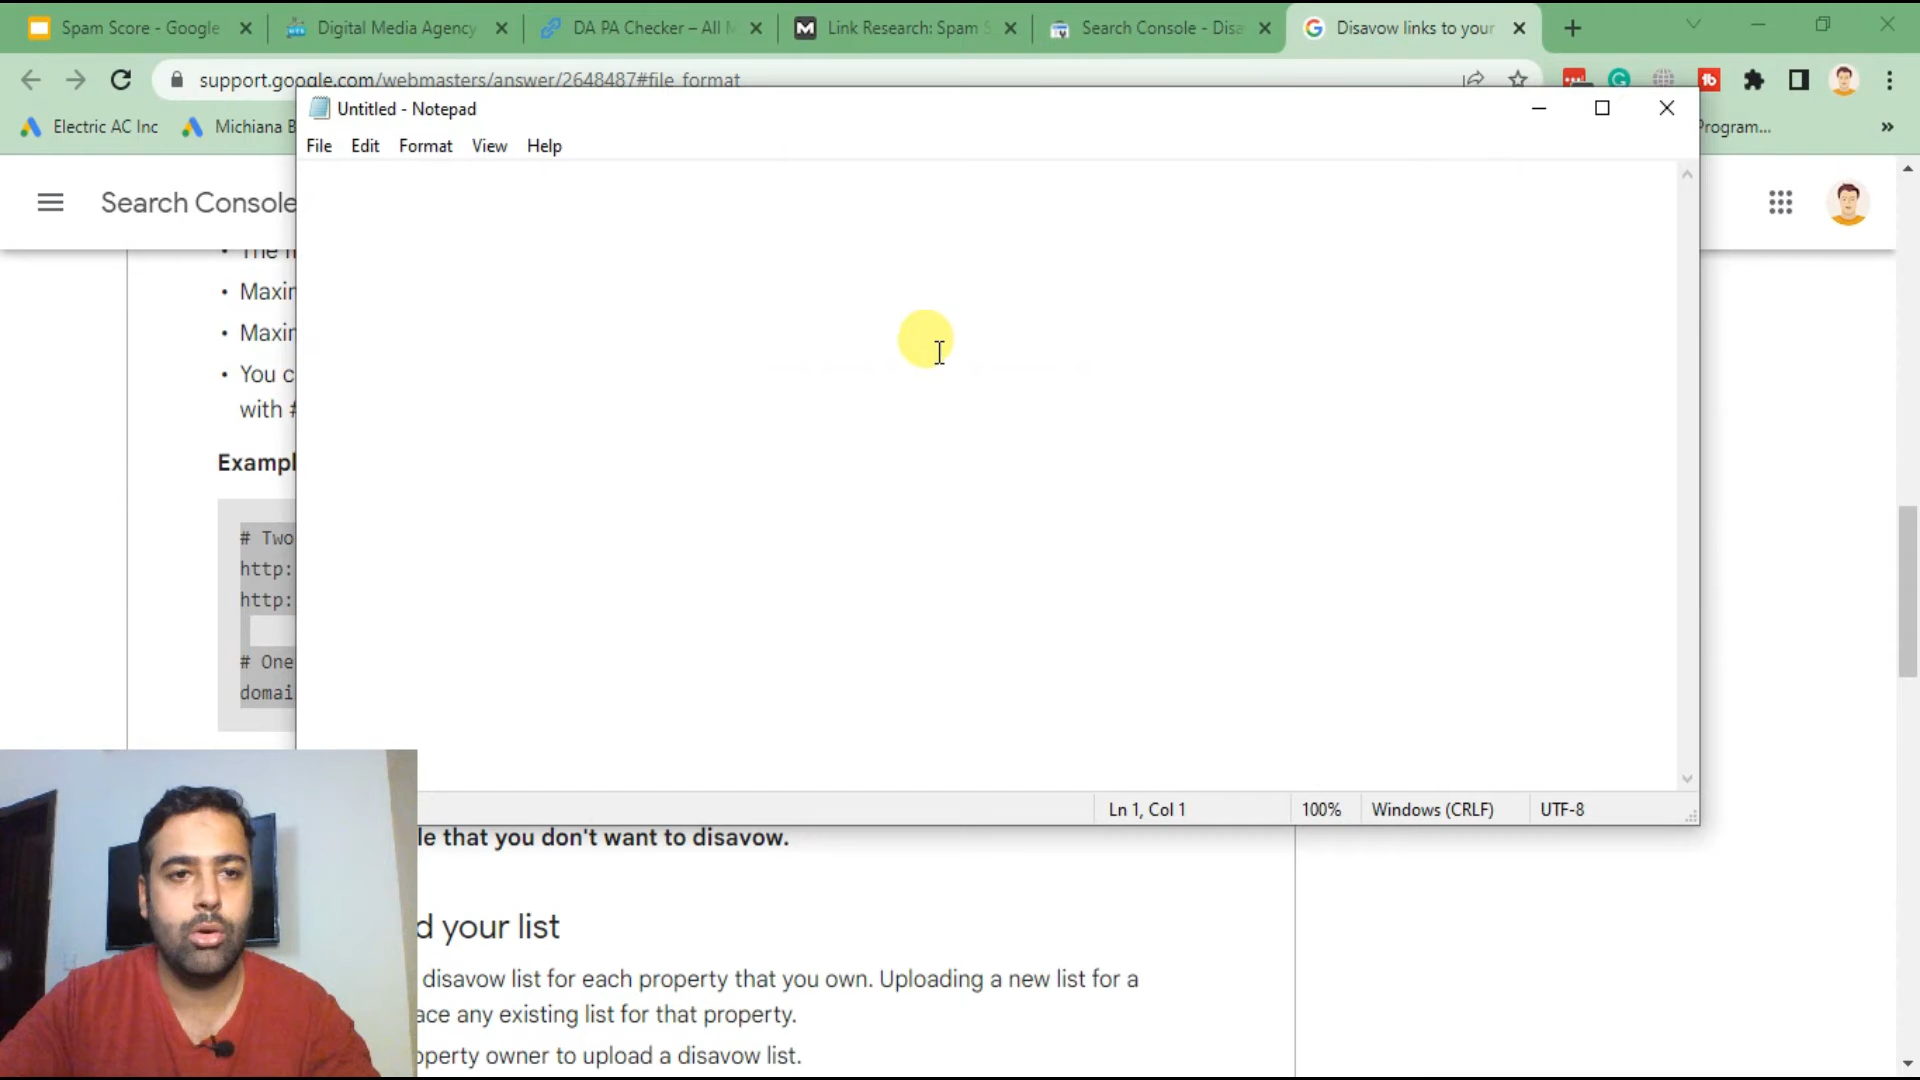 Spam Score - Google
Digital Media Agency
DA PA Checker – All M
Link Research: Spam S
Search Console - Disa
Disavow links to your
support.google.com/webmasters/answer/2648487#file_format
Electric AC Inc
Michiana B
Program...
Untitled - Notepad
File Edit Format View Help
Search Console
• Maxin
• Maxin
• You c
with #
Exampl
# Two
http:
http:
# One
domai
Ln 1, Col 1
100%
Windows (CRLF)
UTF-8
le that you don't want to disavow.
d your list
disavow list for each property that you own. Uploading a new list for a
ace any existing list for that property.
operty owner to upload a disavow list.